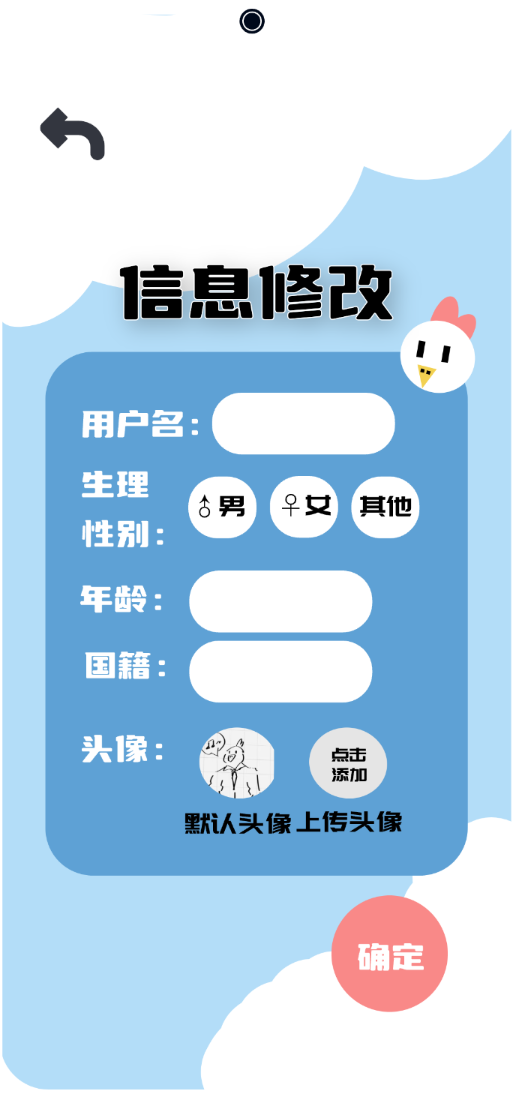 信息修改
用户名：
生理
性别：
♂男 ♀女 其他
年龄：
国籍：
头像：
点击
添加
默认头像 上传头像
确定